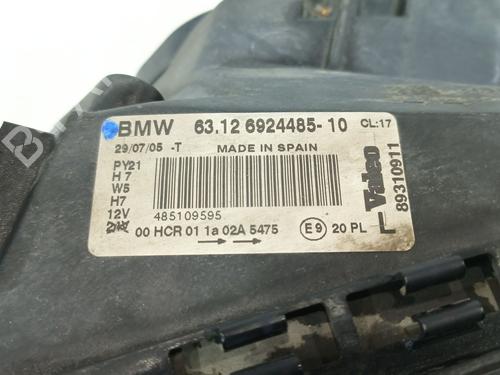 BMW 63.12 6924485-10 CL:17
29/07/05 -T MADE IN SPAIN
PY21
H7
W5
H7
12V
485109595
00 HCR 01 1a 02A 5475 E9 20 PL
Valeo
89310911
L